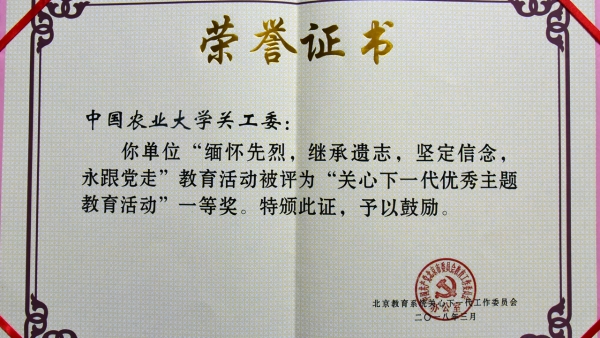 荣誉证书
中国农业大学关工委：
你单位“缅怀先烈，继承遗志，坚定信念，
永跟党走”教育活动被评为“关心下一代优秀主题
教育活动”一等奖。特颁此证，予以鼓励。
办公室
北京教育系统关心下一代工作委员会
二〇一八年三月